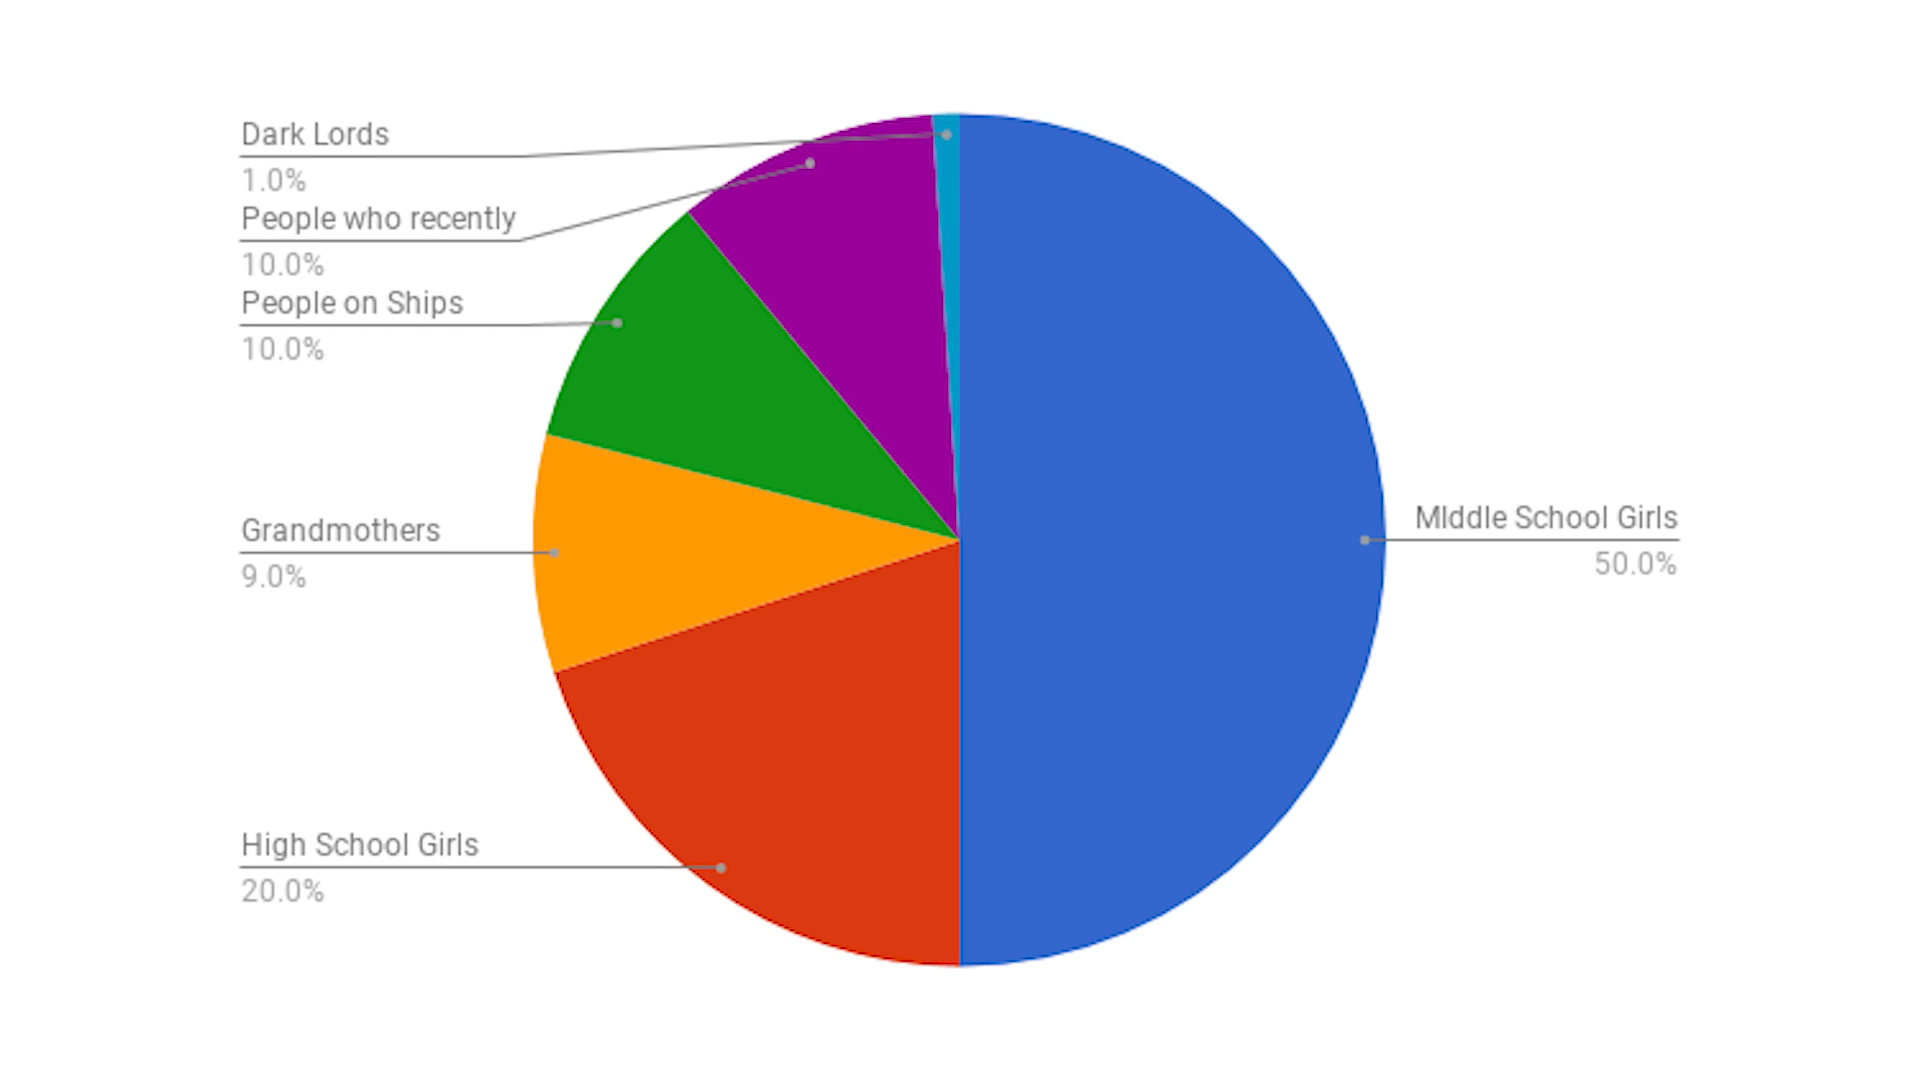 Dark Lords
1.0%
People who recently
10.0%
People on Ships
10.0%
Grandmothers
9.0%
High School Girls
20.0%
MIddle School Girls
50.0%